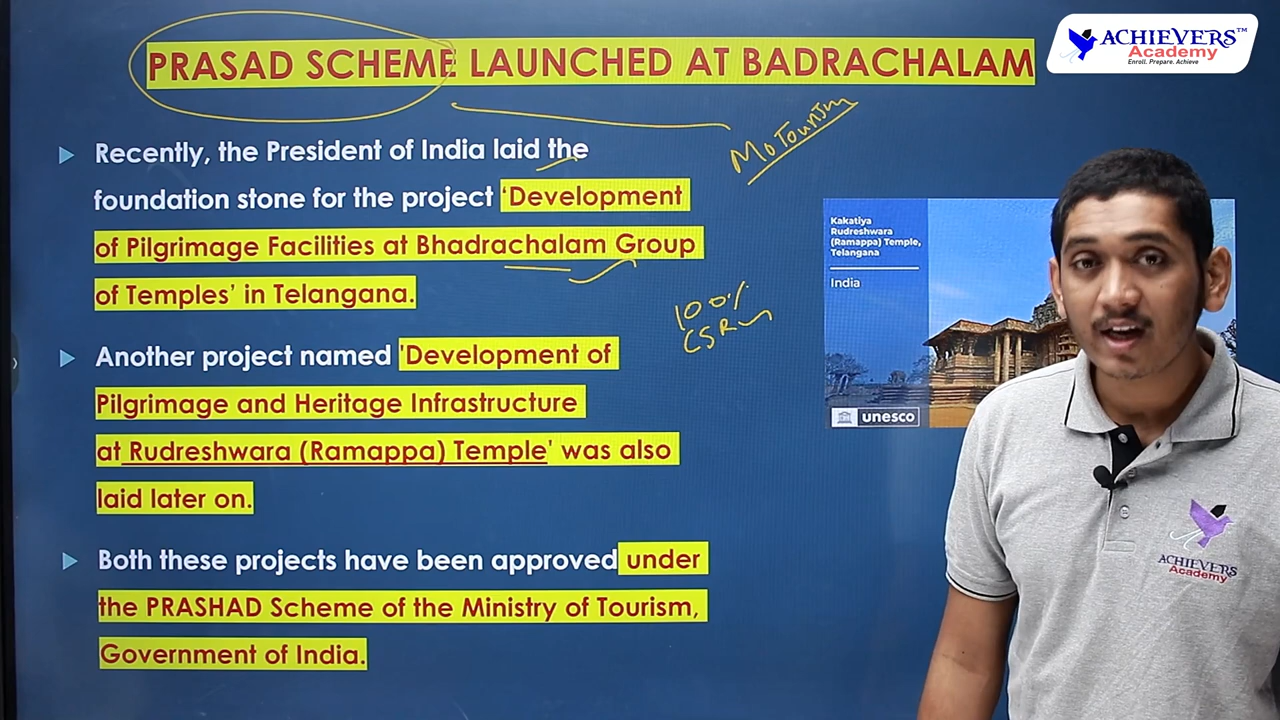 PRASAD SCHEME LAUNCHED AT BADRACHALAM
ACHIEVERS™
Academy
Enroll. Prepare. Achieve
Mo Tourism
Recently, the President of India laid the
foundation stone for the project 'Development
of Pilgrimage Facilities at Bhadrachalam Group
of Temples' in Telangana.
100%
CSR
Another project named 'Development of
Pilgrimage and Heritage Infrastructure
at Rudreshwara (Ramappa) Temple' was also
laid later on.
Both these projects have been approved under
the PRASHAD Scheme of the Ministry of Tourism,
Government of India.
Kakatiya
Rudreshwara
(Ramappa) Temple,
Telangana
India
unesco
ACHIEVERS
Academy